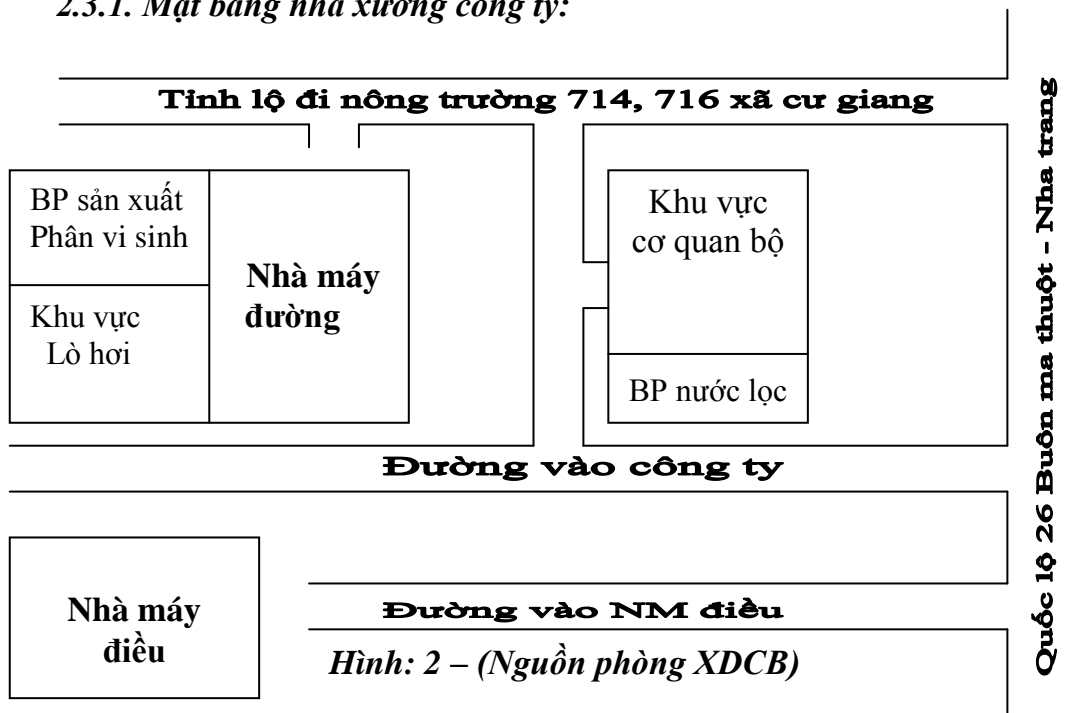 2.3.1. Mặt bằng nhà xưởng công ty:
Tỉnh lộ đi nông trường 714, 716 xã cư giang
BP sản xuất
Phân vi sinh
Khu vực
Lò hơi
Nhà máy
đường
Khu vực
cơ quan bộ
BP nước lọc
Quốc lộ 26 Buôn ma thuột - Nha trang
Đường vào công ty
Nhà máy
điều
Đường vào NM điều
Hình: 2 – (Nguồn phòng XDCB)